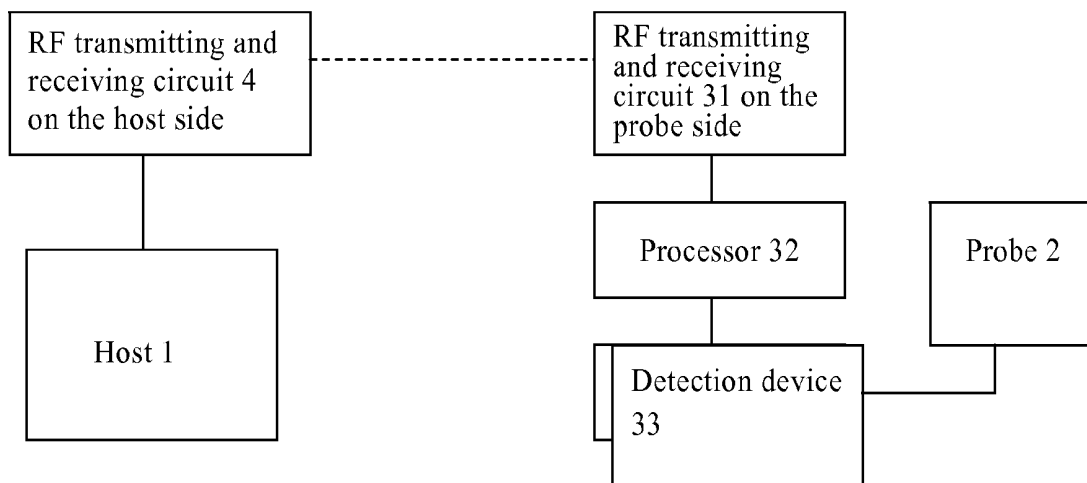 RF transmitting and
receiving circuit 4
on the host side
RF transmitting
and receiving
circuit 31 on the
probe side
Processor 32
Probe 2
Host 1
Detection device
33